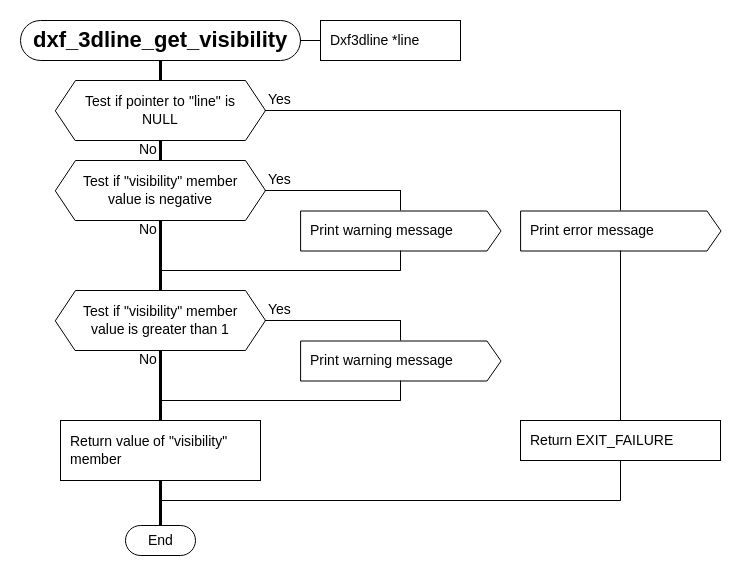 dxf_3dline_get_visibility
Dxf3dline *line
Test if pointer to "line" is
NULL
Yes
No
Test if "visibility" member
value is negative
Yes
No
Print warning message
Print error message
Test if "visibility" member
value is greater than 1
Yes
No
Print warning message
Return value of "visibility"
member
Return EXIT_FAILURE
End